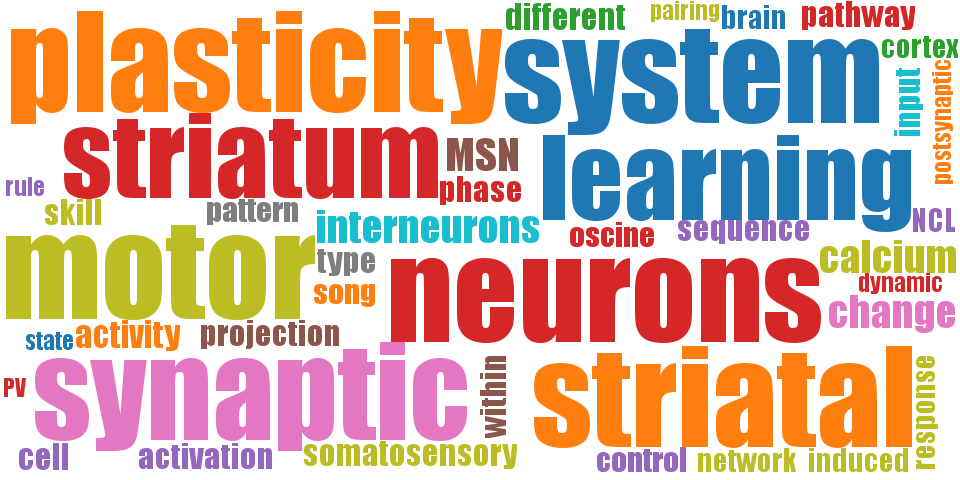 different
pairing
brain
pathway
plasticity
system
cortex
input
postsynaptic
striatum
MSN
learning
phase
rule
skill
pattern
interneurons
oscine
sequence
NCL
motor
type
neurons
calcium
song
dynamic
change
state
activity
projection
synaptic
within
striatal
response
PV
cell
activation
somatosensory
control
network
induced